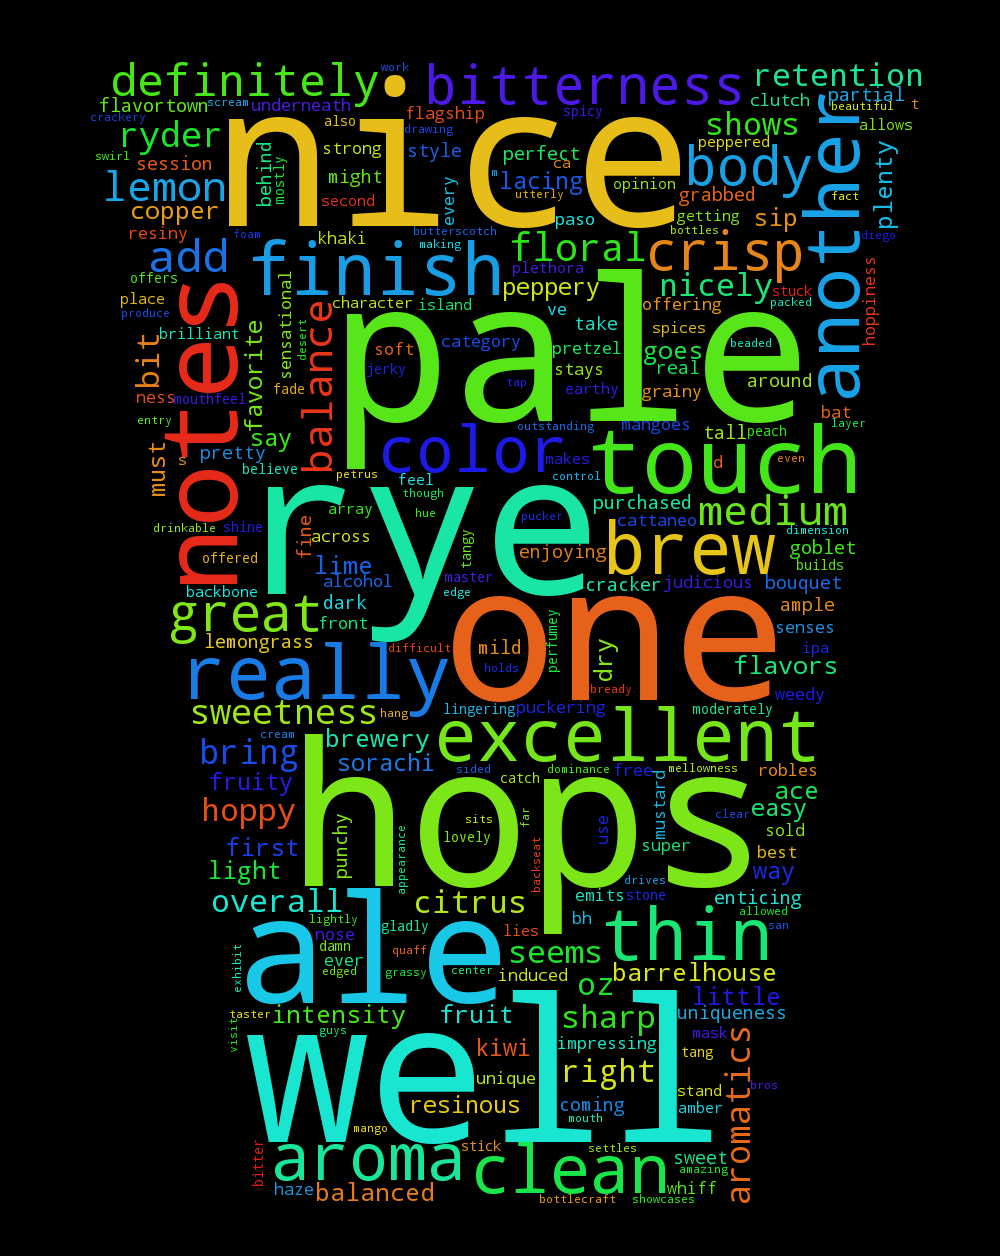 work
definitely
bitterness
retention
flavortown
scream
underneath
flagship
spicy
clutch
partial
beautiful
t
crackery
ryder
also
drawing
shows
allows
nice
swirl
session
behind
mostly
strong
style
perfect
peppered
body
another
plenty
might
ca
m
lacing
opinion
lemon
second
every
utterly
grabbed
fact
copper
paso
getting
sip
resiny
foam
khaki
butterscotch
bottles
diego
add
finish
making
floral
crisp
offers
sensational
plethora
nicely
stuck
hoppiness
notes
peppery
place
character
island
offering
packed
produce
balance
ve
take
spices
brilliant
favorite
desert
pale
category
pretzel
goes
beaded
bit
soft
real
jerky
tap
stays
around
fade
earthy
grainy
ness
mouthfeel
bat
entry
outstanding
mangoes
layer
say
color
tall
peach
must
pretty
touch
s
believe
makes
d
even
petrus
feel
control
rye
though
purchased
array
hue
medium
drinkable
shine
fine
across
pucker
cattaneo
dimension
tangy
brew
offered
enjoying
goblet
lime
builds
alcohol
master
cracker
judicious
bouquet
backbone
edge
dark
one
ample
great
front
senses
lemongrass
difficult
mild
perfumey
dry
ipa
really
holds
flavors
bready
weedy
sweetness
hang
lingering
puckering
moderately
cream
brewery
excellent
bring
sorachi
sided
dominance
free
mellowness
robles
fruity
catch
mustard
ace
hoppy
hops
easy
punchy
sits
far
clear
lovely
use
sold
first
super
best
appearance
backseat
light
drives
way
overall
emits
stone
enticing
citrus
lightly
gladly
bh
allowed
nose
lies
san
ale
damn
quaff
seems
thin
ever
exhibit
edged
grassy
center
induced
barrelhouse
oz
little
taster
intensity
fruit
sharp
uniqueness
visit
guys
mask
well
kiwi
impressing
tang
aromatics
unique
right
bros
resinous
stand
coming
amber
mouth
mango
bitter
stick
settles
aroma
clean
sweet
amazing
haze
balanced
whiff
bottlecraft
showcases